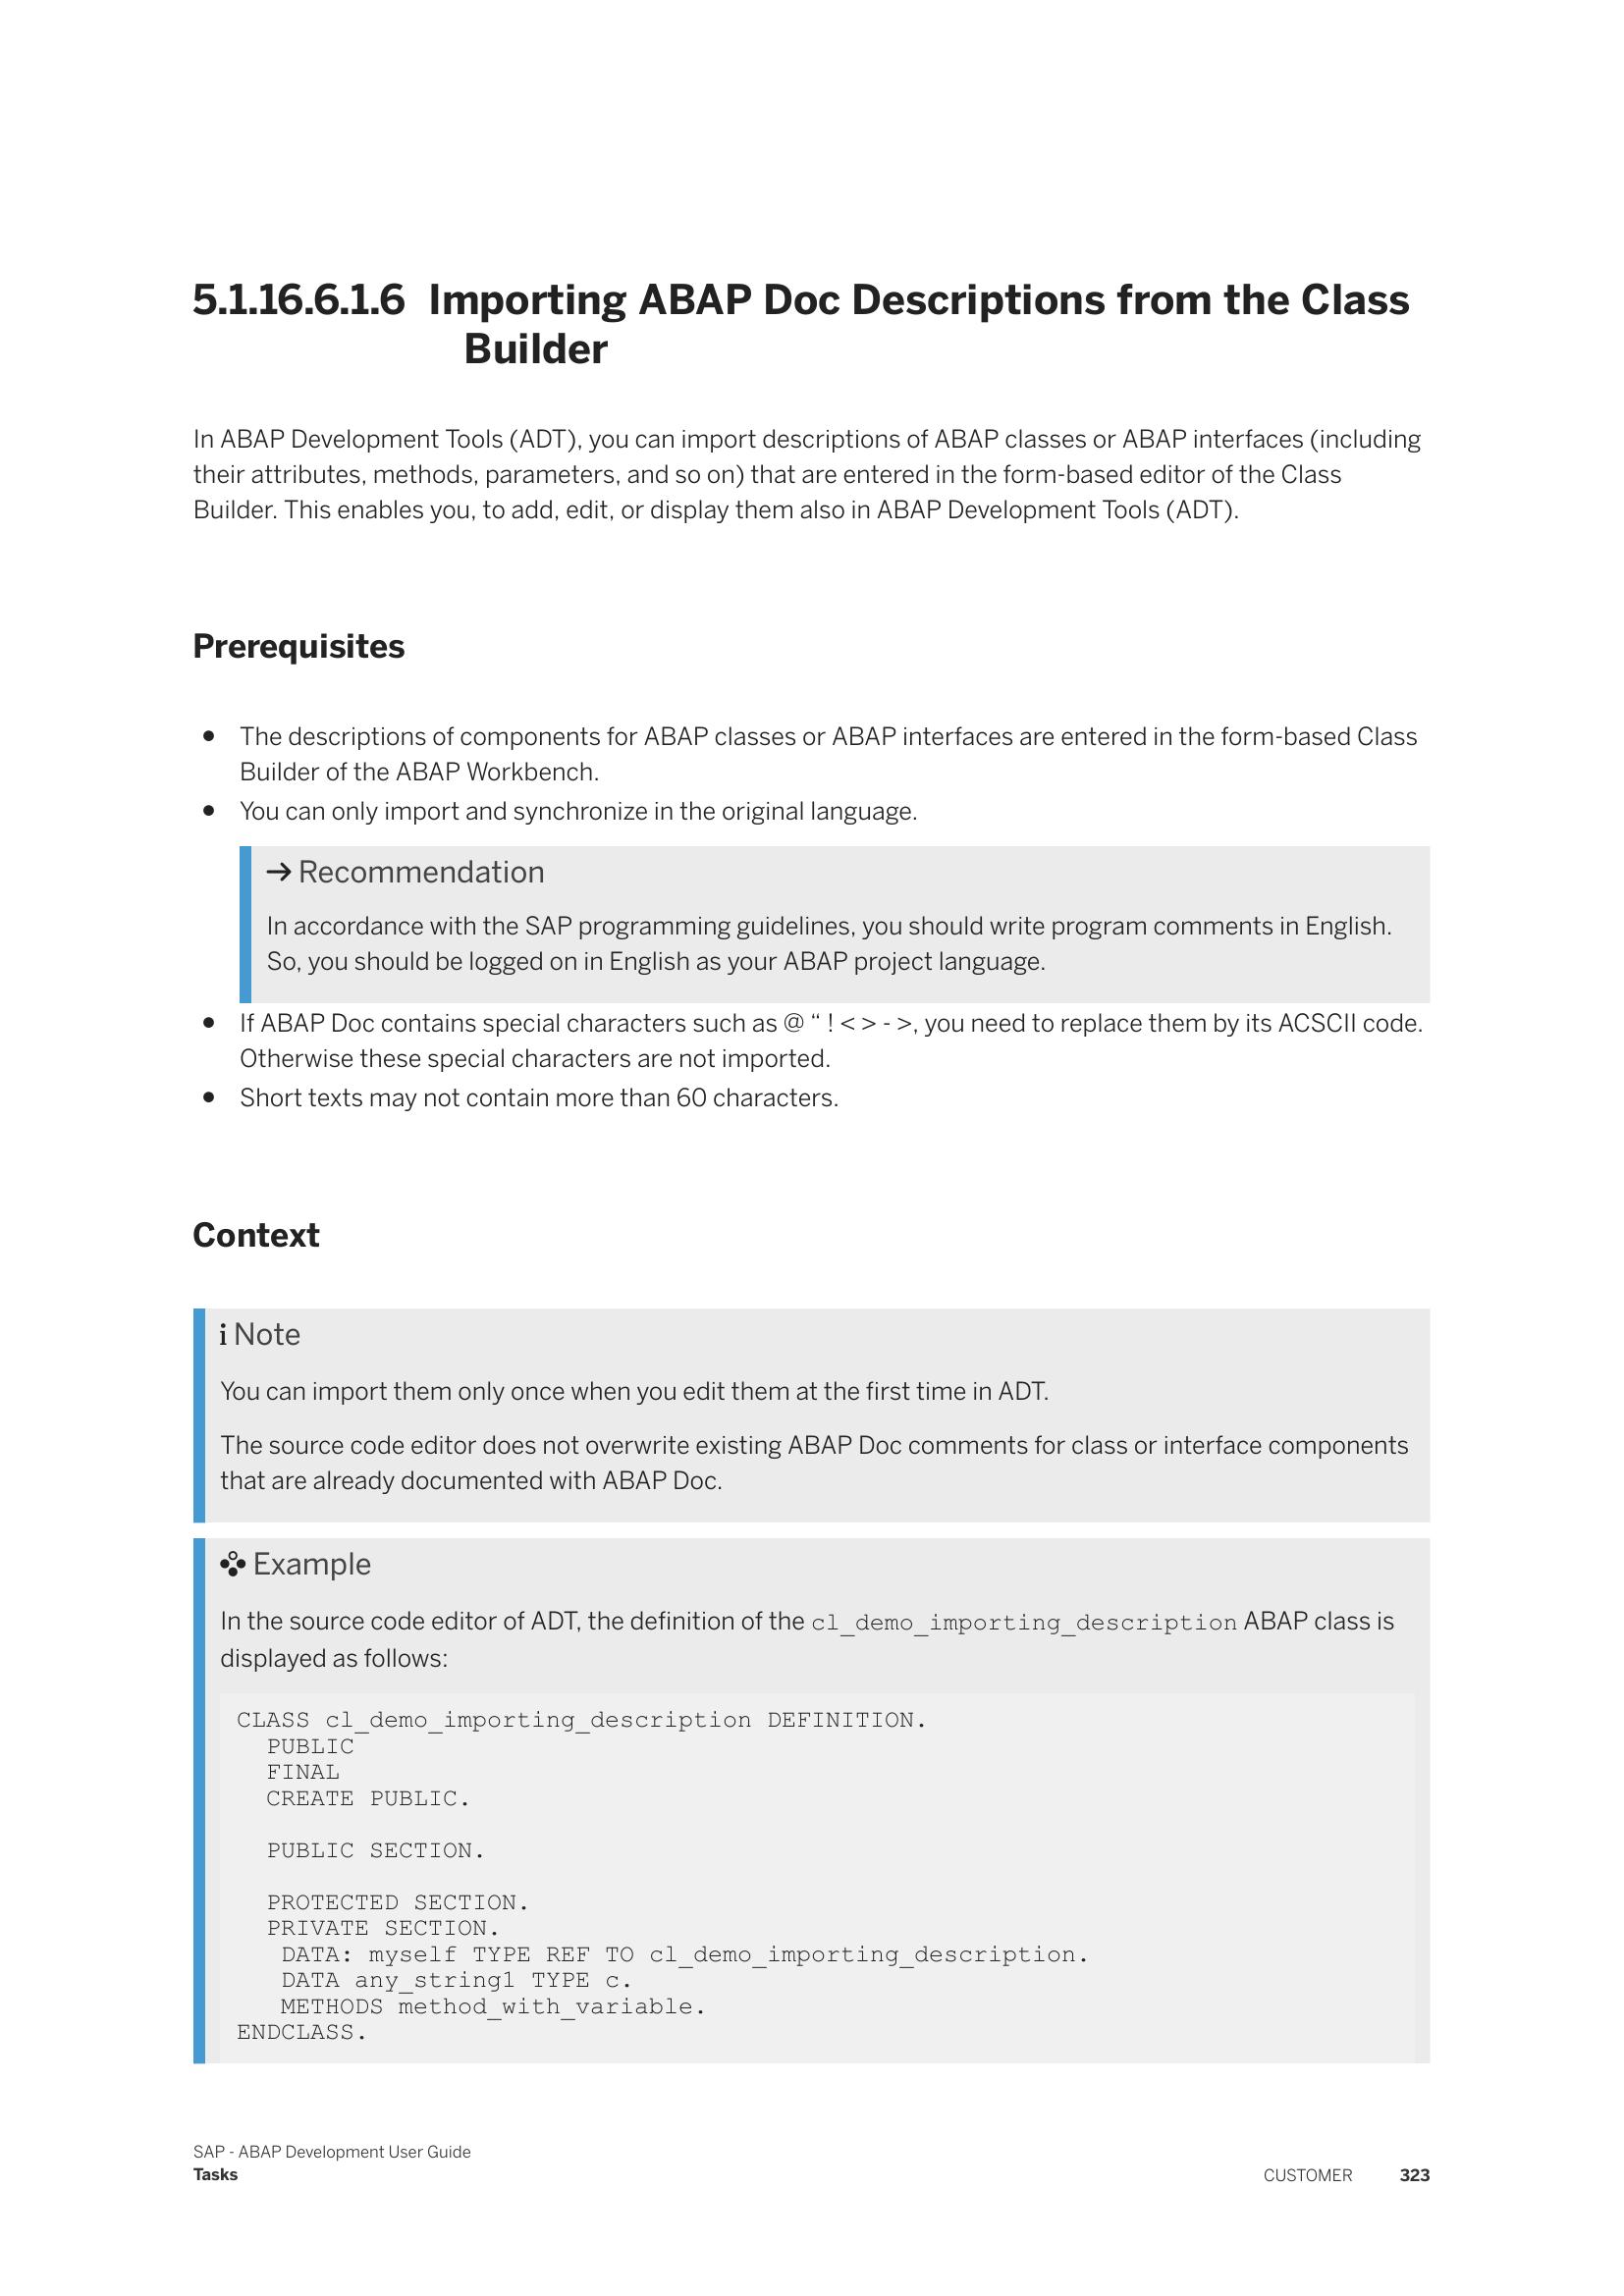 5.1.16.6.1.6 Importing ABAP Doc Descriptions from the Class
Builder
In ABAP Development Tools (ADT), you can import descriptions of ABAP classes or ABAP interfaces (including
their attributes, methods, parameters, and so on) that are entered in the form-based editor of the Class
Builder. This enables you, to add, edit, or display them also in ABAP Development Tools (ADT).
Prerequisites
● The descriptions of components for ABAP classes or ABAP interfaces are entered in the form-based Class
Builder of the ABAP Workbench.
● You can only import and synchronize in the original language.
→ Recommendation
In accordance with the SAP programming guidelines, you should write program comments in English.
So, you should be logged on in English as your ABAP project language.
● If ABAP Doc contains special characters such as @ “ ! < > - >, you need to replace them by its ACSCII code.
Otherwise these special characters are not imported.
● Short texts may not contain more than 60 characters.
Context
i Note
You can import them only once when you edit them at the first time in ADT.
The source code editor does not overwrite existing ABAP Doc comments for class or interface components
that are already documented with ABAP Doc.
Example
In the source code editor of ADT, the definition of the cl_demo_importing_description ABAP class is
displayed as follows:
CLASS cl_demo_importing_description DEFINITION.
  PUBLIC
  FINAL
  CREATE PUBLIC.
  PUBLIC SECTION.
  PROTECTED SECTION.
  PRIVATE SECTION.
   DATA: myself TYPE REF TO cl_demo_importing_description.
   DATA any_string1 TYPE c.
   METHODS method_with_variable.
ENDCLASS.
SAP - ABAP Development User Guide
Tasks
CUSTOMER 323